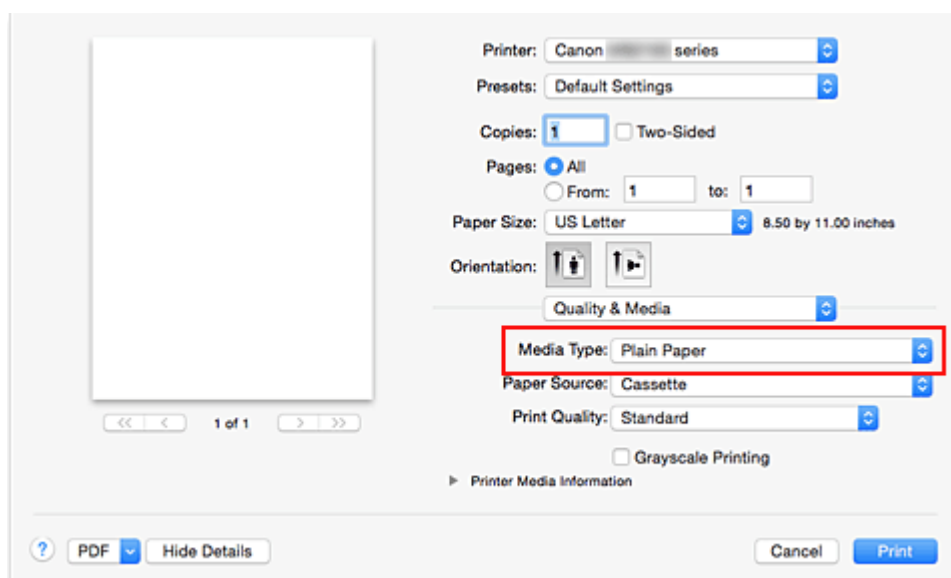 Printer: Canon series
Presets: Default Settings
Copies: 1 Two-Sided
Pages: All
From: 1 to: 1
Paper Size: US Letter 8.50 by 11.00 inches
Orientation:
Quality & Media
Media Type: Plain Paper
Paper Source: Cassette
Print Quality: Standard
Grayscale Printing
Printer Media Information
<< < 1 of 1 > >>
? PDF Hide Details Cancel Print